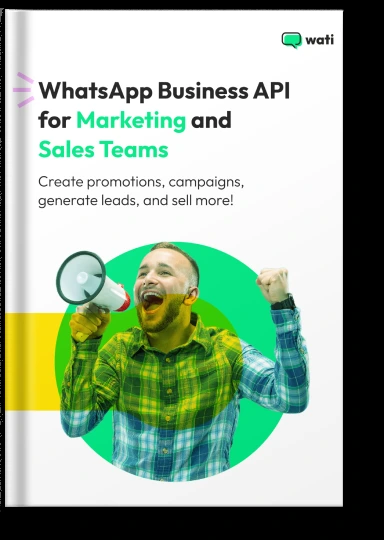 wati
WhatsApp Business API
for Marketing and
Sales Teams
Create promotions, campaigns,
generate leads, and sell more!